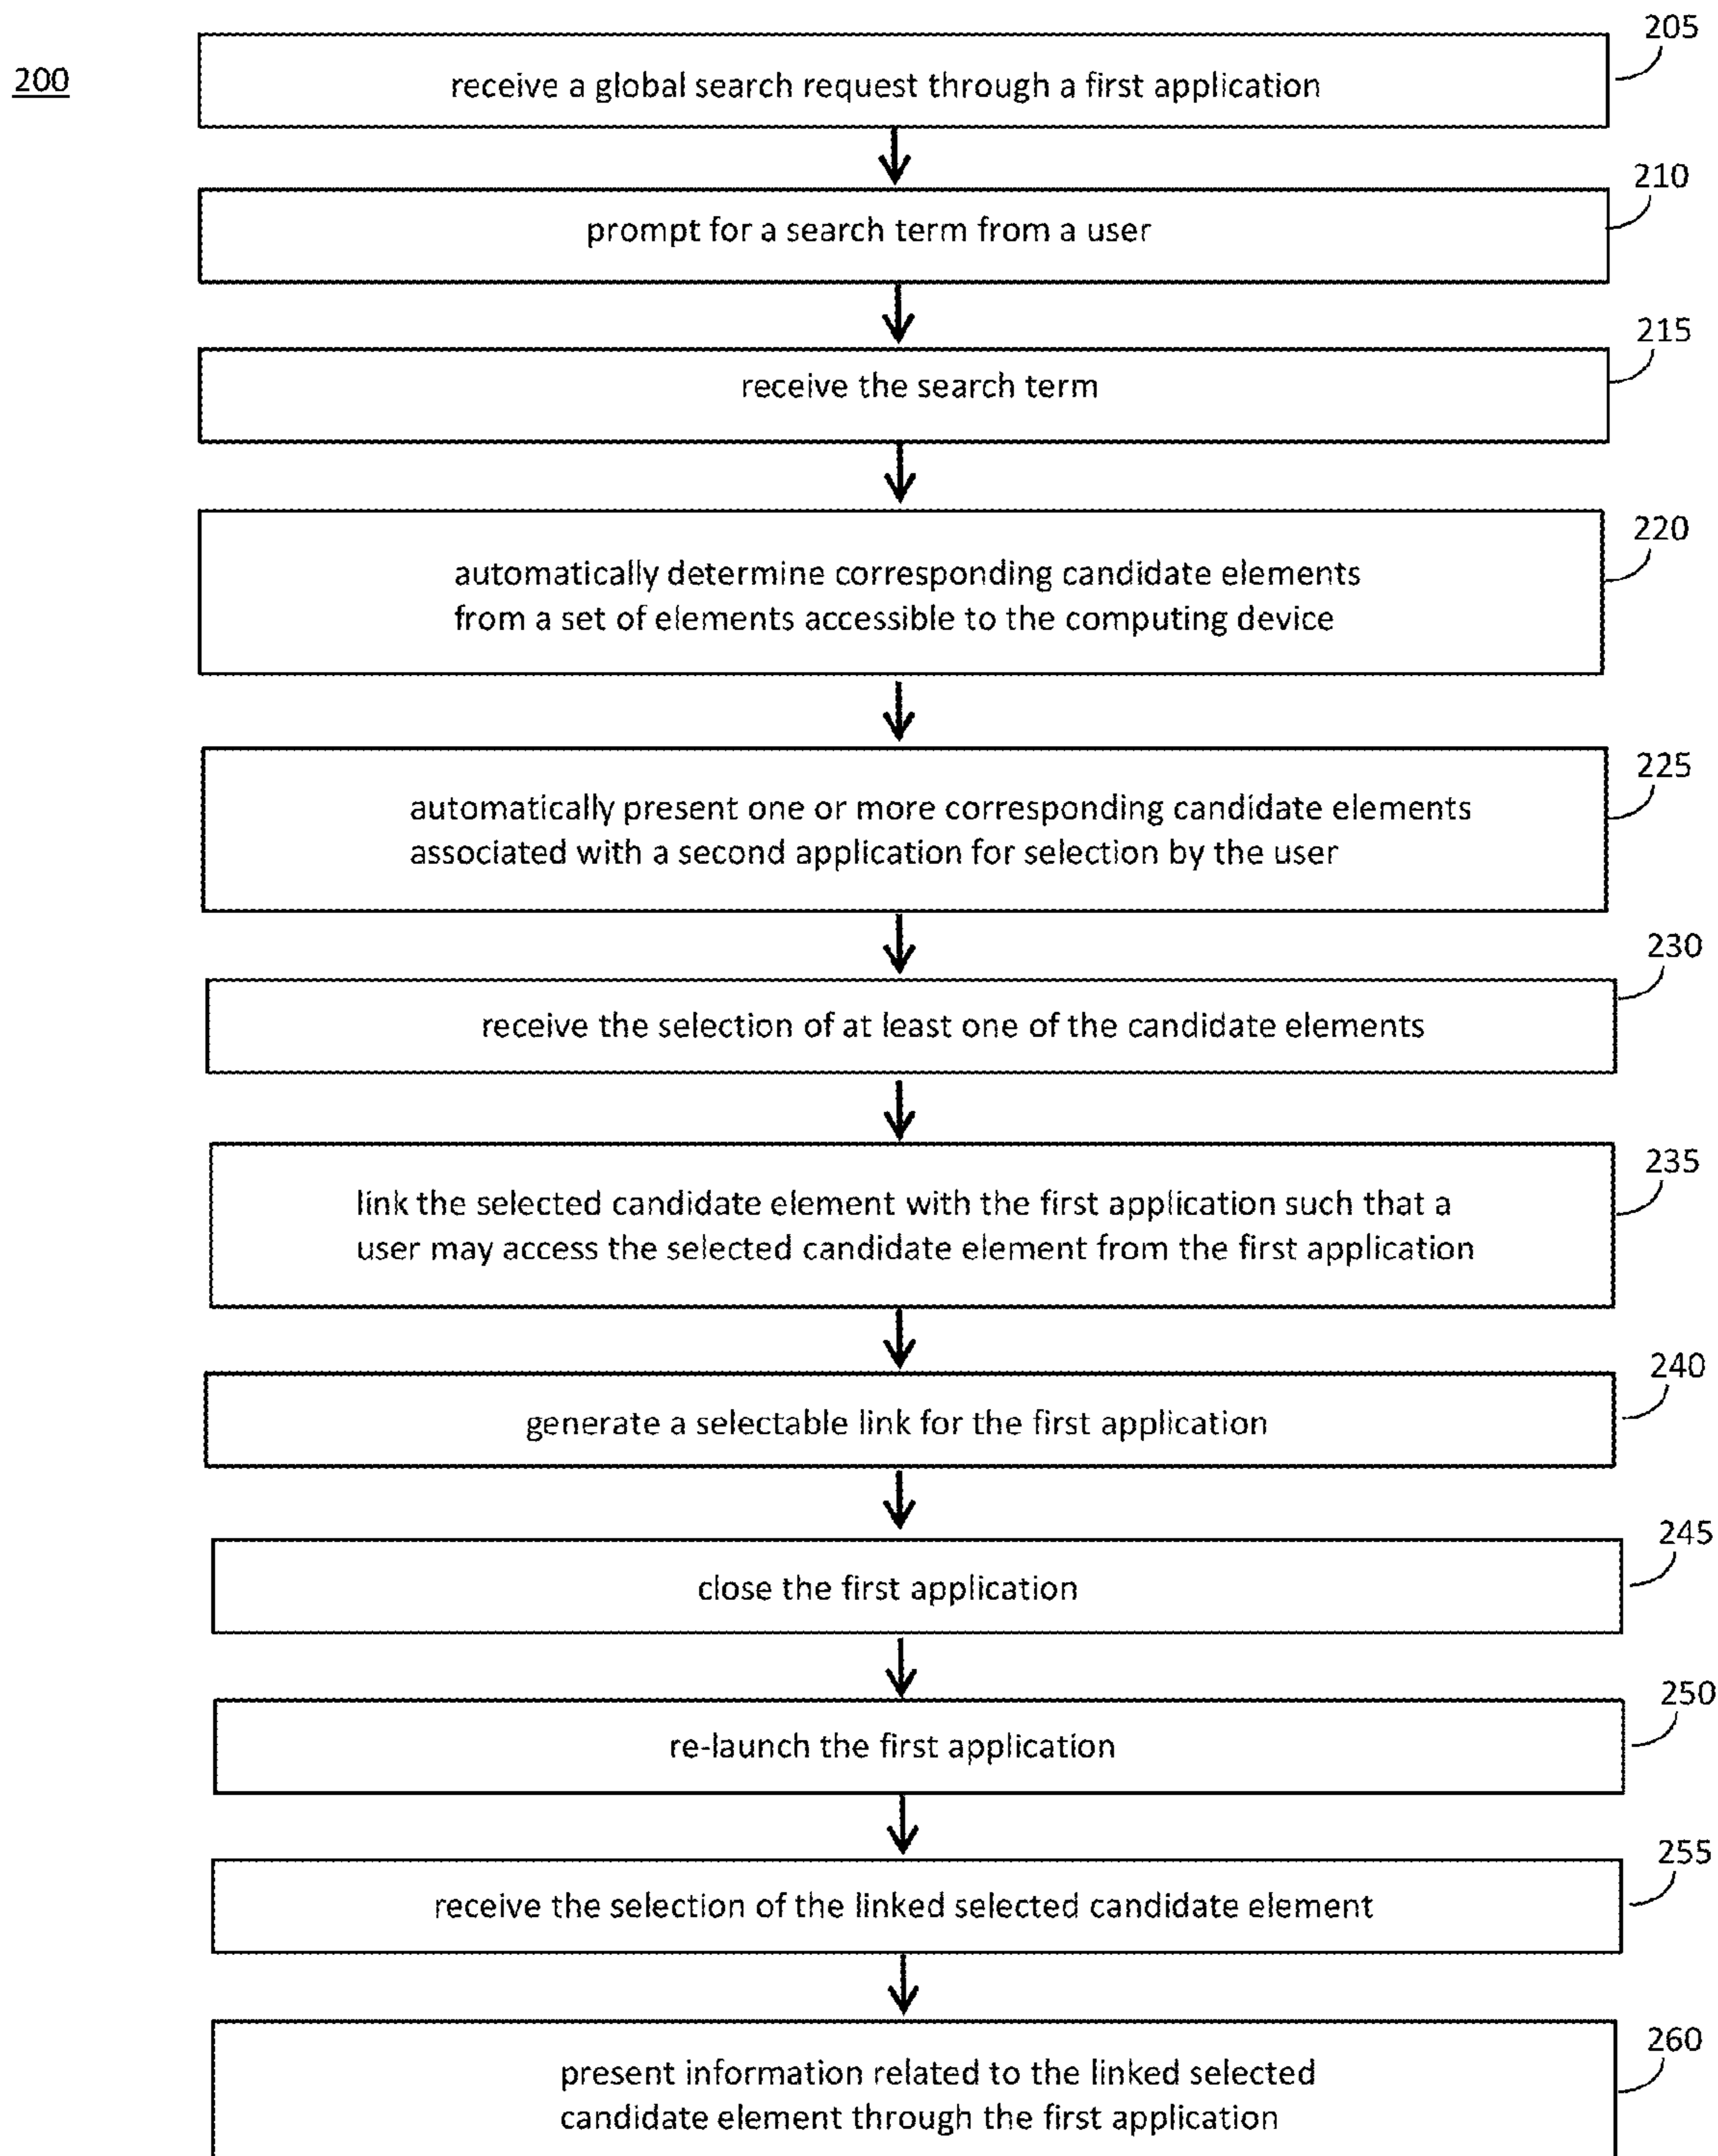 205
200
receive a global search request through a first application
210
prompt for a search term from a user
215
receive the search term
220
automatically determine corresponding candidate elements
from a set of elements accessible to the computing device
225
automatically present one or more corresponding candidate elements
associated with a second application for selection by the user
230
receive the selection of at least one of the candidate elements
235
link the selected candidate element with the first application such that a
user may access the selected candidate element from the first application
240
generate a selectable link for the first application
245
close the first application
250
re-launch the first application
255
receive the selection of the linked selected candidate element
260
present information related to the linked selected
candidate element through the first application